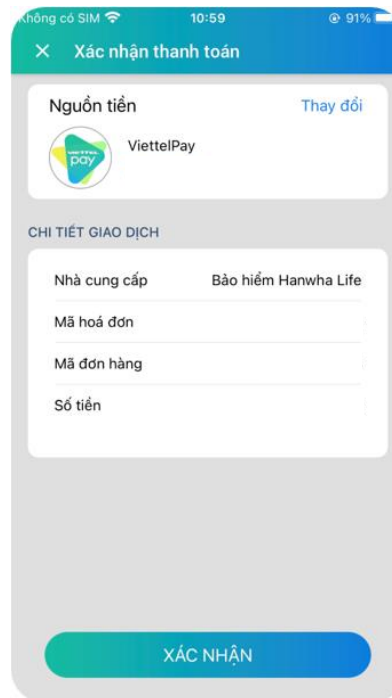 Không có SIM 10:59 91%
Xác nhận thanh toán
Nguồn tiền Thay đổi
VIETTEL
pay
ViettelPay
CHI TIẾT GIAO DỊCH
Nhà cung cấp Bảo hiểm Hanwha Life
Mã hoá đơn
Mã đơn hàng
Số tiền
XÁC NHẬN